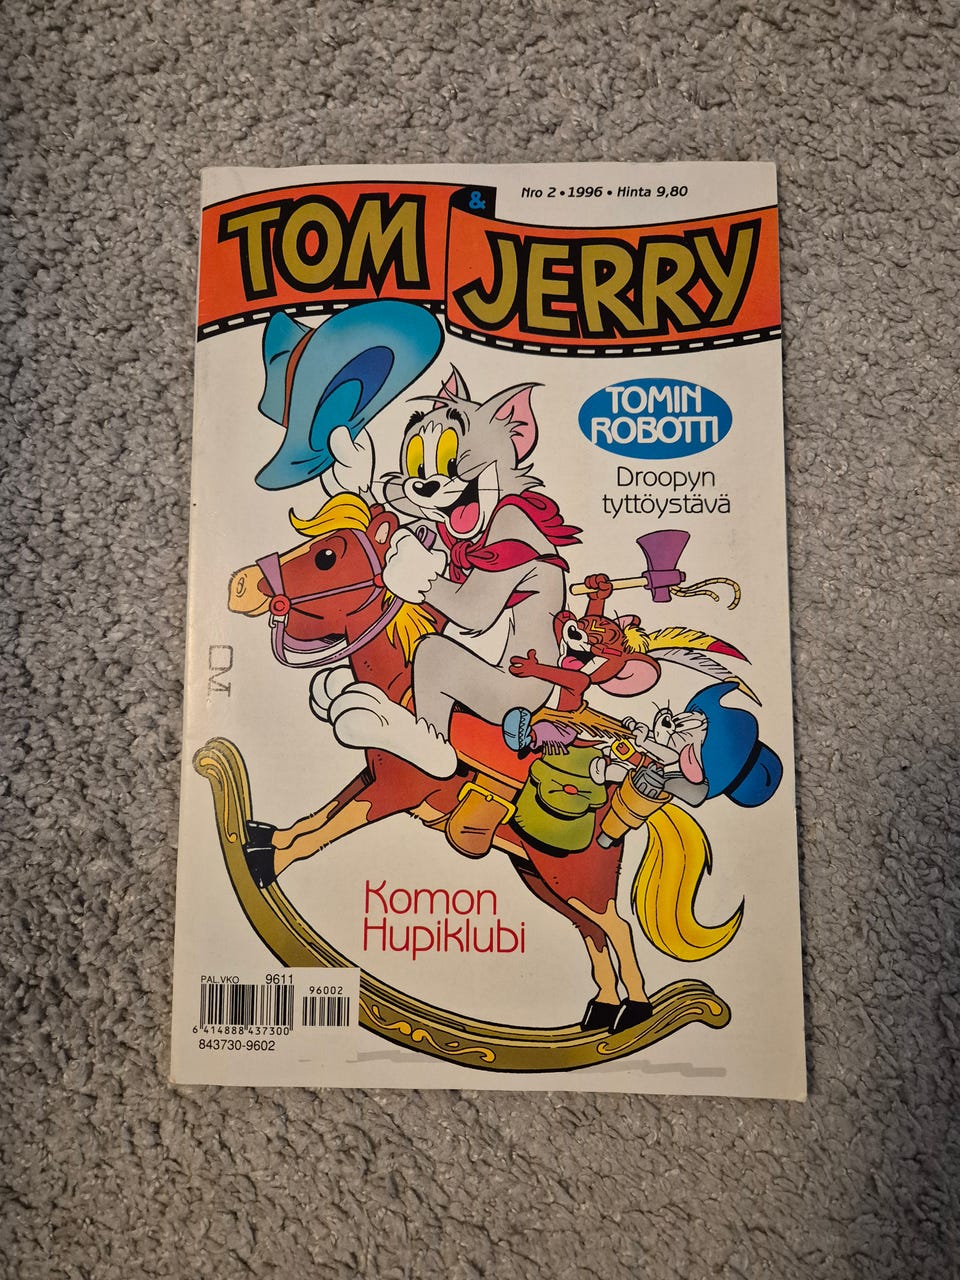 Nro 2 • 1996 • Hinta 9,80
TOM & JERRY
TOMIN
ROBOTTI
Droopyn
tyttöystävä
Komon
Hupiklubi
PAL.VKO 9611
96002
6 414888 437300
843730-9602